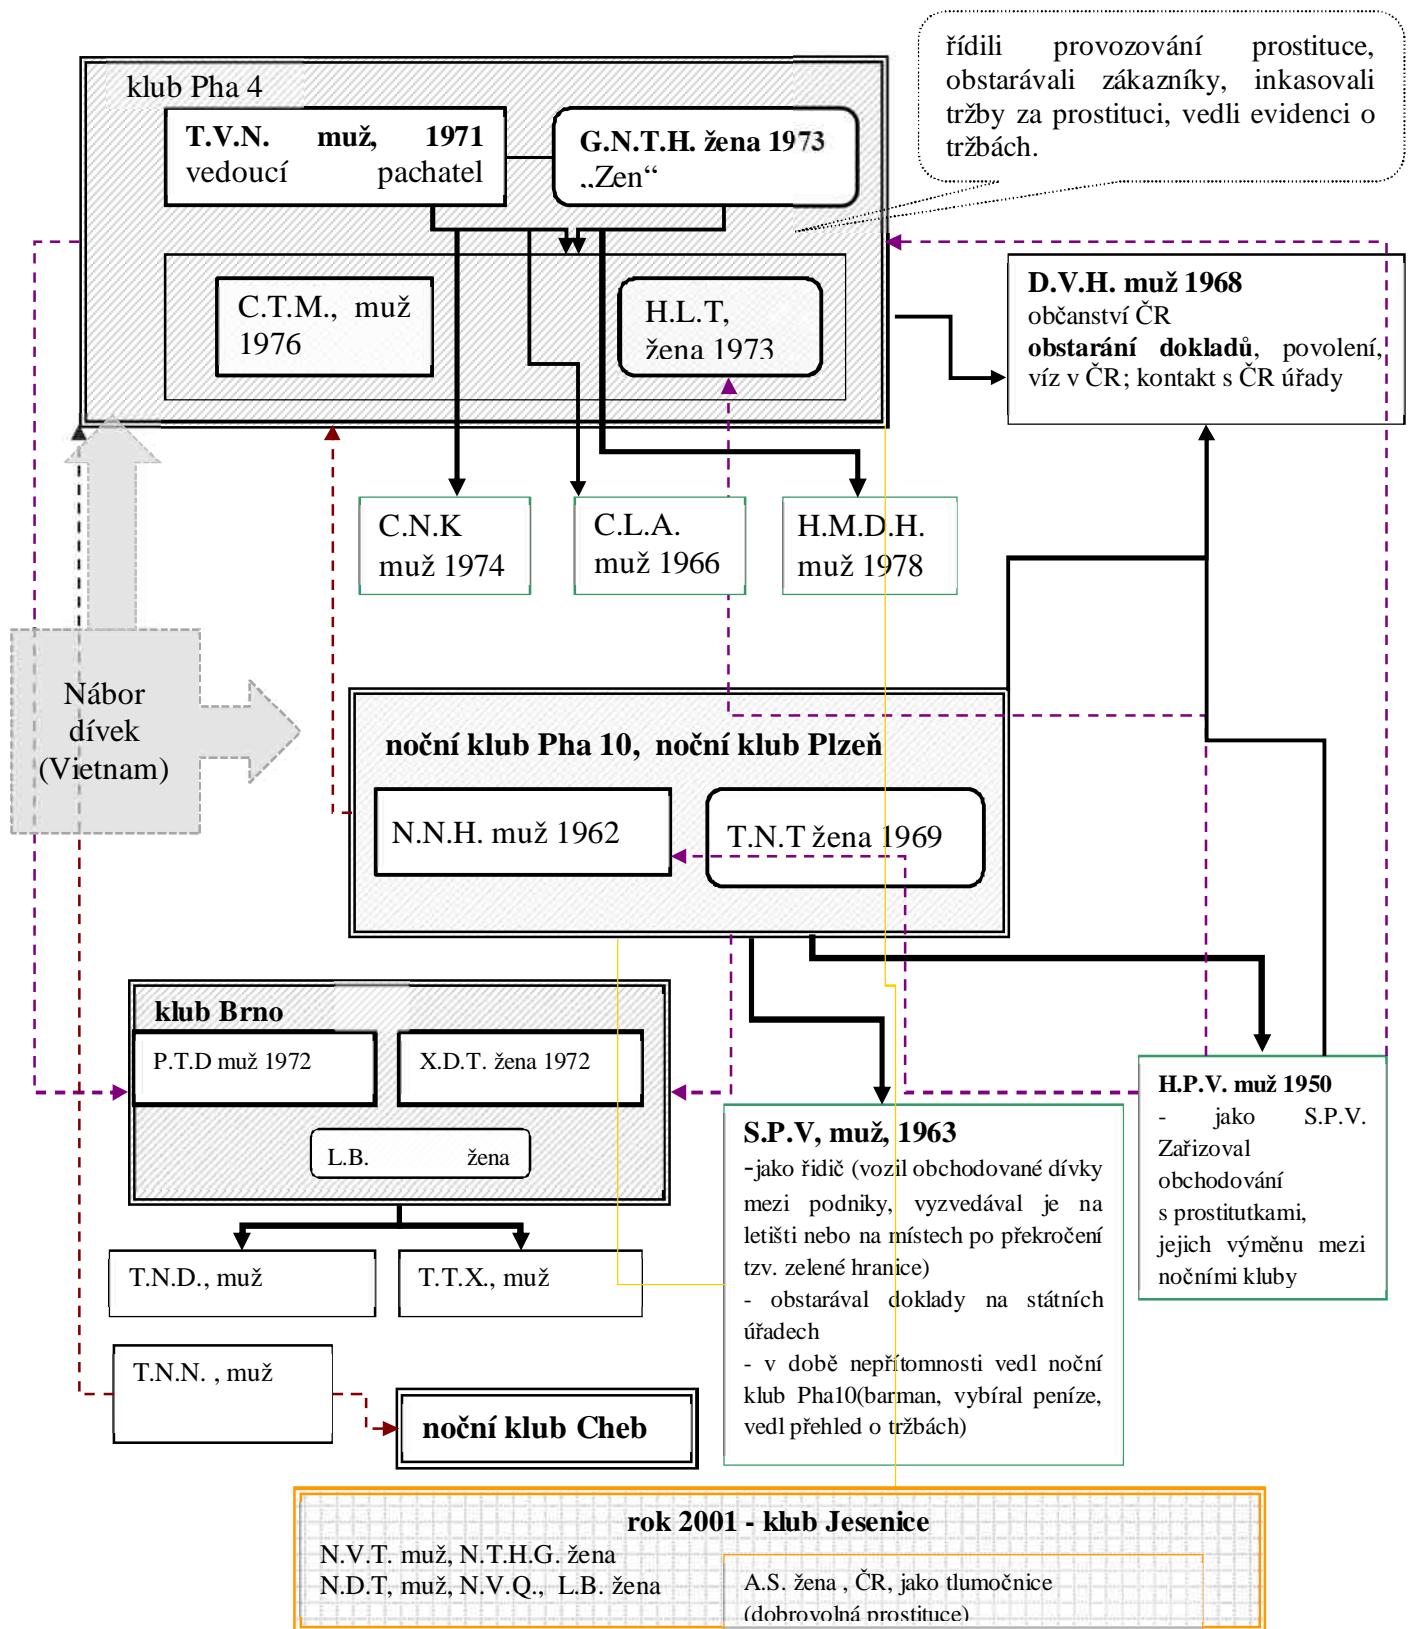 řídili provozování prostituce,
obstarávali zákazníky, inkasovali
tržby za prostituci, vedli evidenci o
tržbách.
klub Pha 4
T.V.N. muž, 1971
vedoucí pachatel
G.N.T.H. žena 1973
„Zen“
C.T.M., muž
1976
H.L.T,
žena 1973
D.V.H. muž 1968
občanství ČR
obstarání dokladů, povolení,
víz v ČR; kontakt s ČR úřady
C.N.K
muž 1974
C.L.A.
muž 1966
H.M.D.H.
muž 1978
Nábor
dívek
(Vietnam)
noční klub Pha 10, noční klub Plzeň
N.N.H. muž 1962
T.N.T žena 1969
klub Brno
P.T.D muž 1972
X.D.T. žena 1972
L.B. žena
T.N.D., muž
T.T.X., muž
T.N.N. , muž
noční klub Cheb
S.P.V, muž, 1963
-jako řidič (vozil obchodované dívky
mezi podniky, vyzvedával je na
letišti nebo na místech po překročení
tzv. zelené hranice)
- obstarával doklady na státních
úřadech
- v době nepřítomnosti vedl noční
klub Pha10(barman, vybíral peníze,
vedl přehled o tržbách)
H.P.V. muž 1950
- jako S.P.V.
Zařizoval
obchodování
s prostitutkami,
jejich výměnu mezi
nočními kluby
rok 2001 - klub Jesenice
N.V.T. muž, N.T.H.G. žena
N.D.T, muž, N.V.Q., L.B. žena
A.S. žena , ČR, jako tlumočnice
(dobrovolná prostituce)